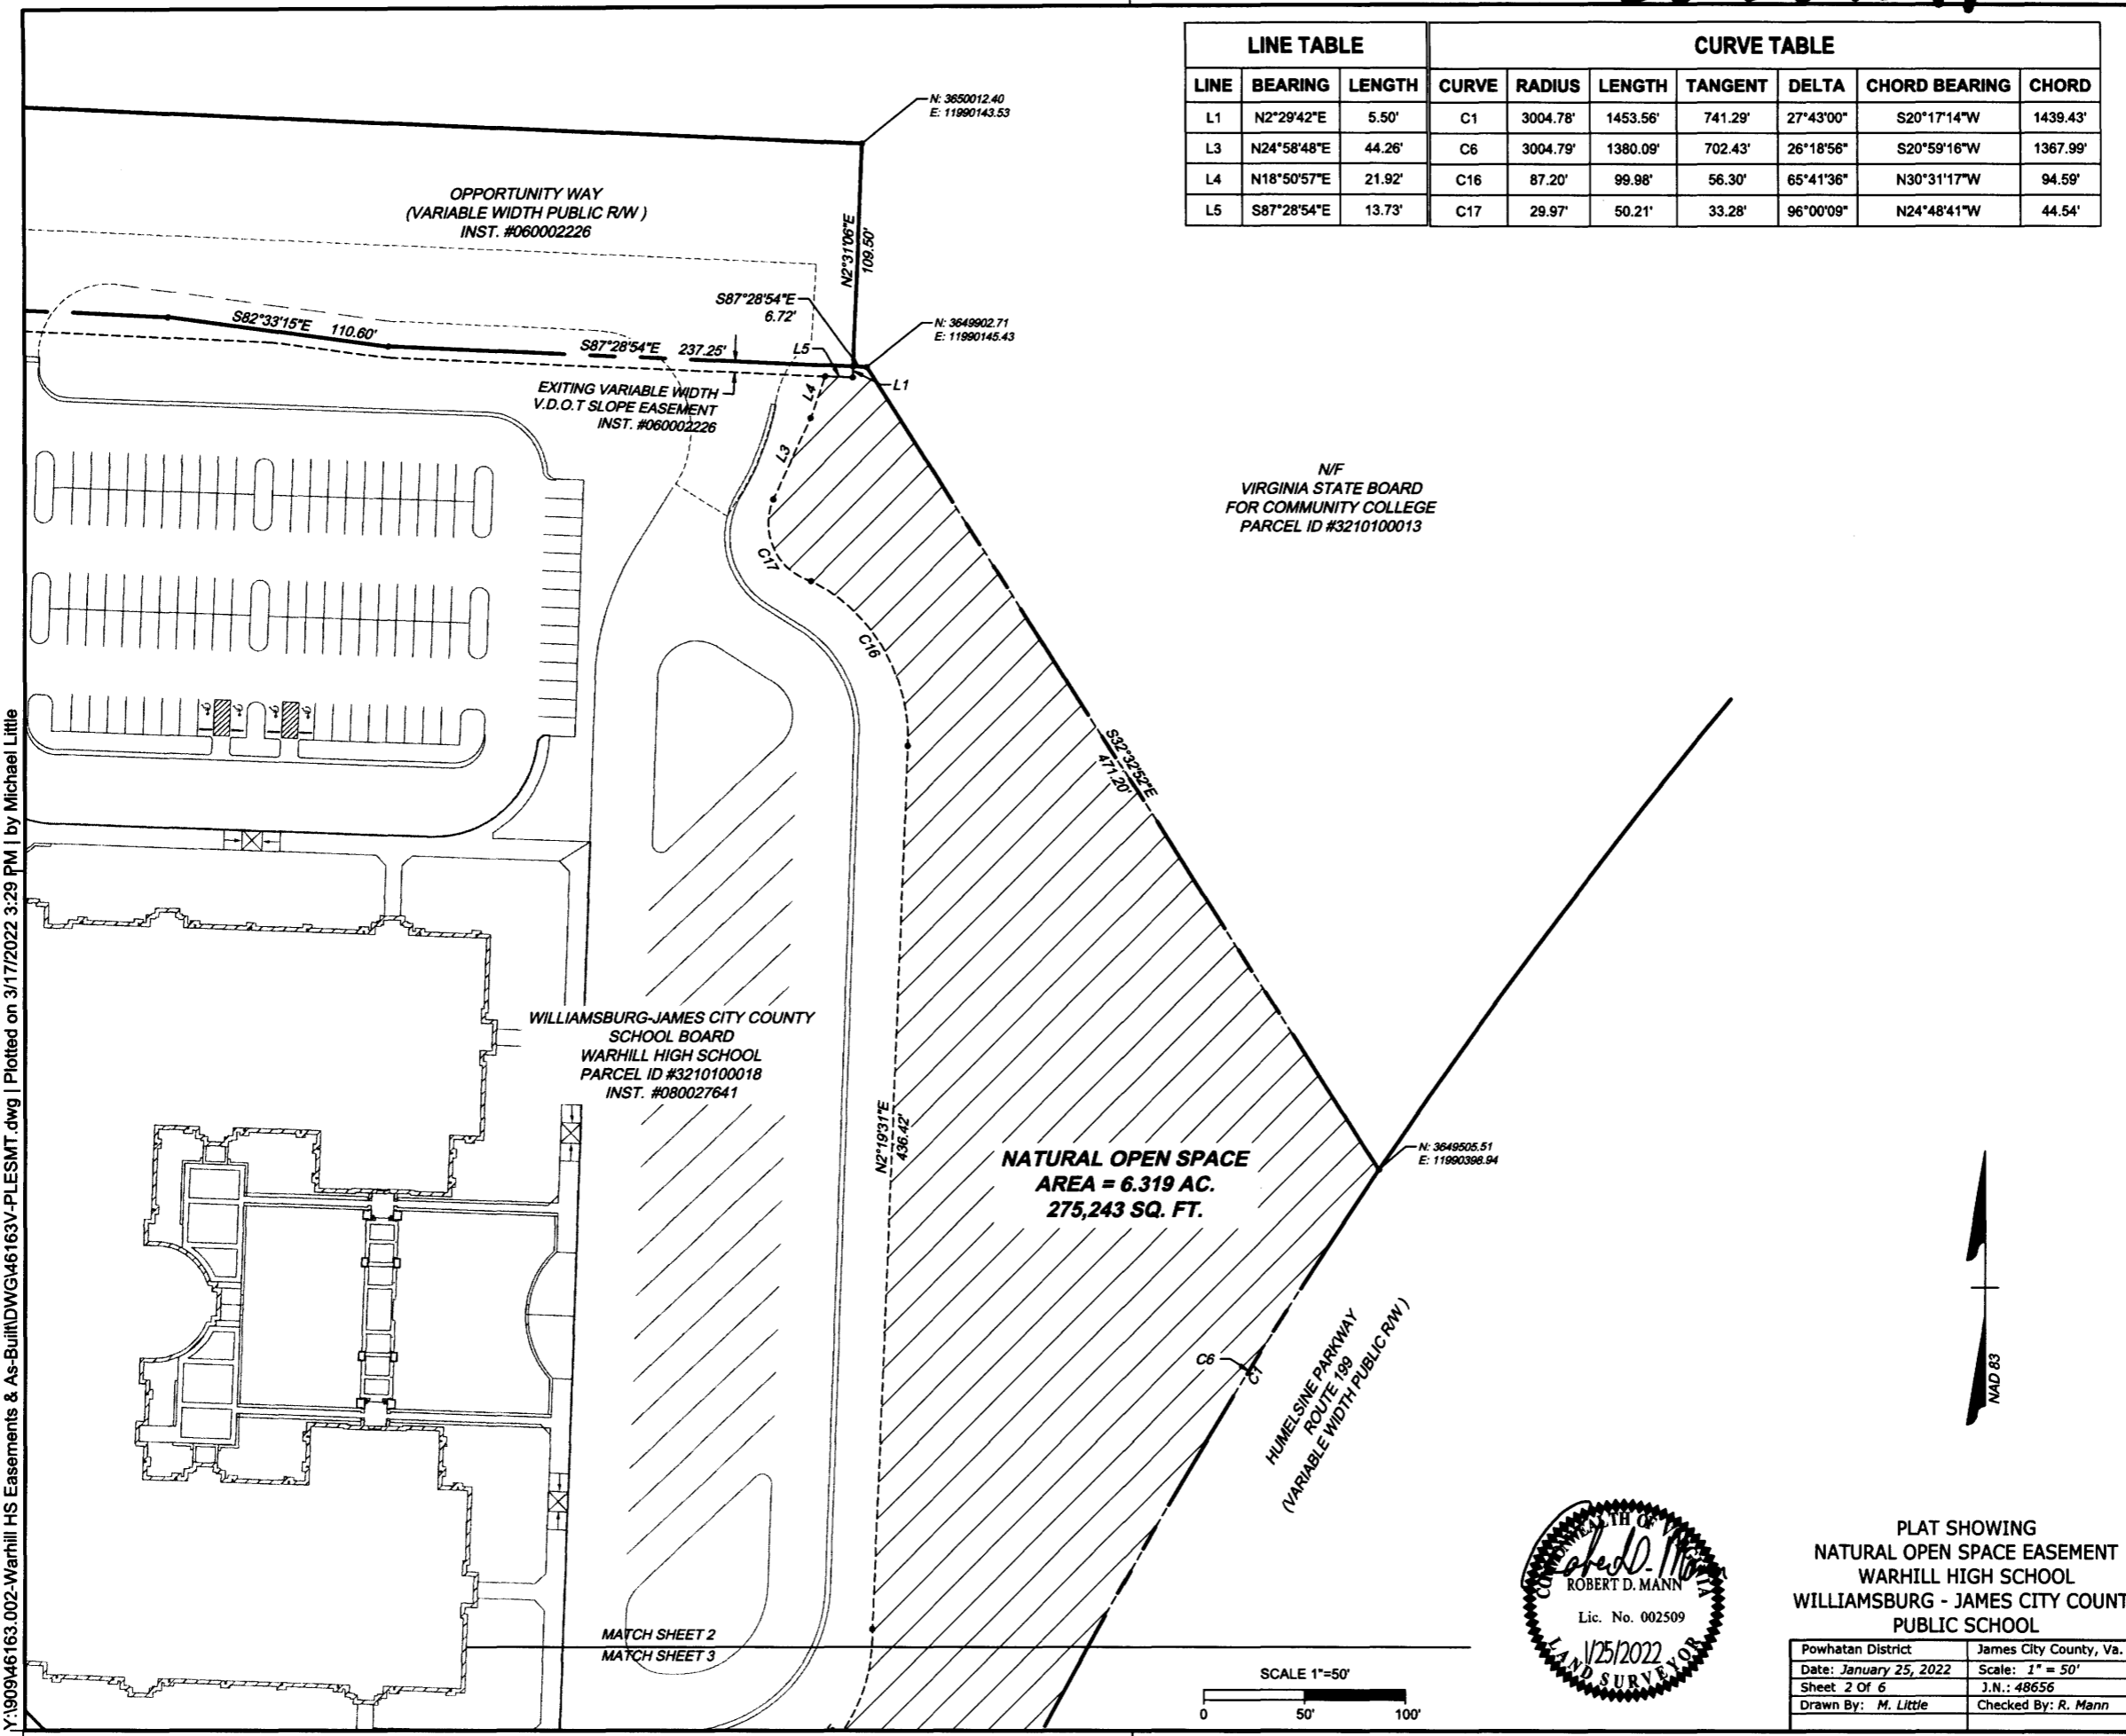 LINE TABLE
CURVE TABLE
LINE BEARING LENGTH CURVE RADIUS LENGTH TANGENT DELTA CHORD BEARING CHORD
L1 N2°29'42"E 5.50' C1 3004.78' 1453.56' 741.29' 27°43'00" S20°17'14"W 1439.43'
L3 N24°58'48"E 44.26' C6 3004.79' 1380.09' 702.43' 26°18'56" S20°59'16"W 1367.99'
L4 N18°50'57"E 21.92' C16 87.20' 99.98' 56.30' 65°41'36" N30°31'17"W 94.59'
L5 S87°28'54"E 13.73' C17 29.97' 50.21' 33.28' 96°00'09" N24°48'41"W 44.54'
N: 3650012.40
E: 11990143.53
OPPORTUNITY WAY
(VARIABLE WIDTH PUBLIC R/W )
INST. #060002226
N2°31'06"E
109.50'
S87°28'54"E
6.72'
N: 3649902.71
E: 11990145.43
S82°33'15"E 110.60'
S87°28'54"E 237.25'
L5
L1
EXITING VARIABLE WIDTH
V.D.O.T SLOPE EASEMENT
INST. #060002226
L4
L3
C17
C16
N/F
VIRGINIA STATE BOARD
FOR COMMUNITY COLLEGE
PARCEL ID #3210100013
S32°32'52"E
471.20'
WILLIAMSBURG-JAMES CITY COUNTY
SCHOOL BOARD
WARHILL HIGH SCHOOL
PARCEL ID #3210100018
INST. #080027641
N2°19'31"E
436.42'
NATURAL OPEN SPACE
AREA = 6.319 AC.
275,243 SQ. FT.
N: 3649505.51
E: 11990398.94
C6
C1
HUMELSINE PARKWAY
ROUTE 199
(VARIABLE WIDTH PUBLIC R/W )
NAD 83
MATCH SHEET 2
MATCH SHEET 3
SCALE 1"=50'
0 50' 100'
COMMONWEALTH OF VIRGINIA
ROBERT D. MANN
Lic. No. 002509
1/25/2022
LAND SURVEYOR
PLAT SHOWING
NATURAL OPEN SPACE EASEMENT
WARHILL HIGH SCHOOL
WILLIAMSBURG - JAMES CITY COUNT
PUBLIC SCHOOL
Powhatan District James City County, Va.
Date: January 25, 2022 Scale: 1" = 50'
Sheet 2 Of 6 J.N.: 48656
Drawn By: M. Little Checked By: R. Mann
Y:\909\46163.002-Warhill HS Easements & As-Built\DWG\46163V-PLESMT.dwg | Plotted on 3/17/2022 3:29 PM | by Michael Little